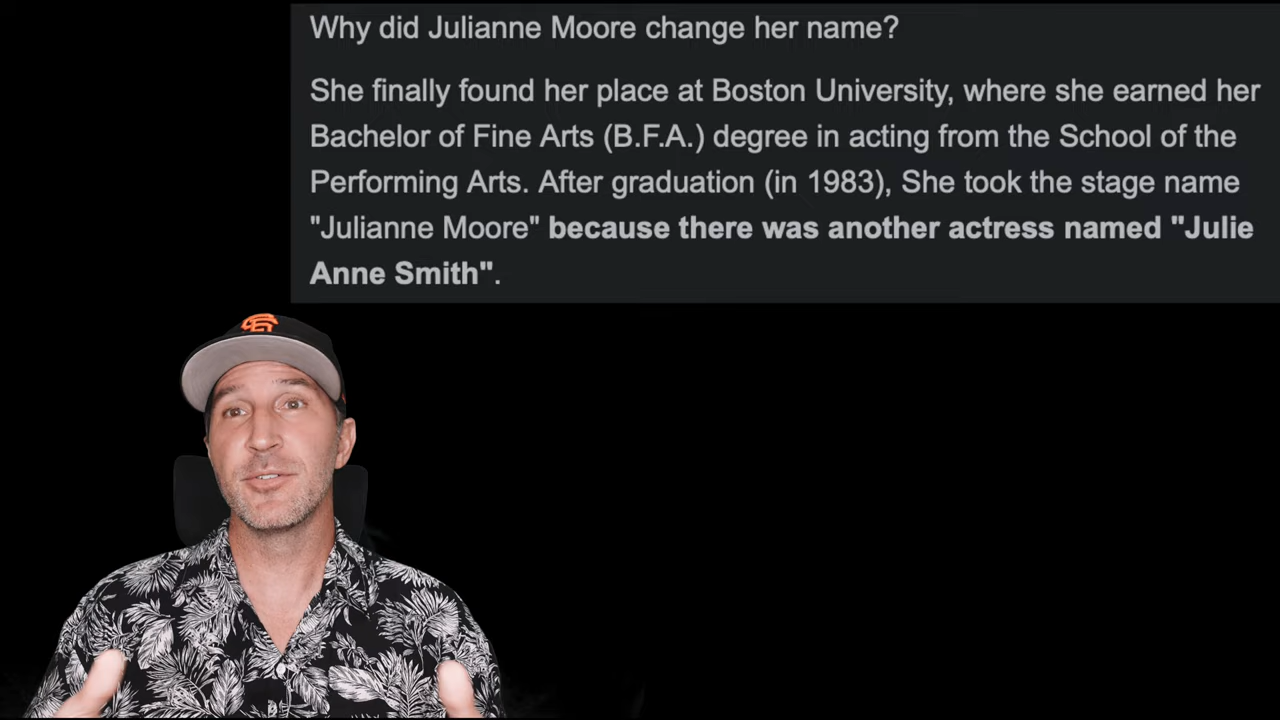 Why did Julianne Moore change her name?
She finally found her place at Boston University, where she earned her
Bachelor of Fine Arts (B.F.A.) degree in acting from the School of the
Performing Arts. After graduation (in 1983), She took the stage name
"Julianne Moore" because there was another actress named "Julie
Anne Smith".
SF